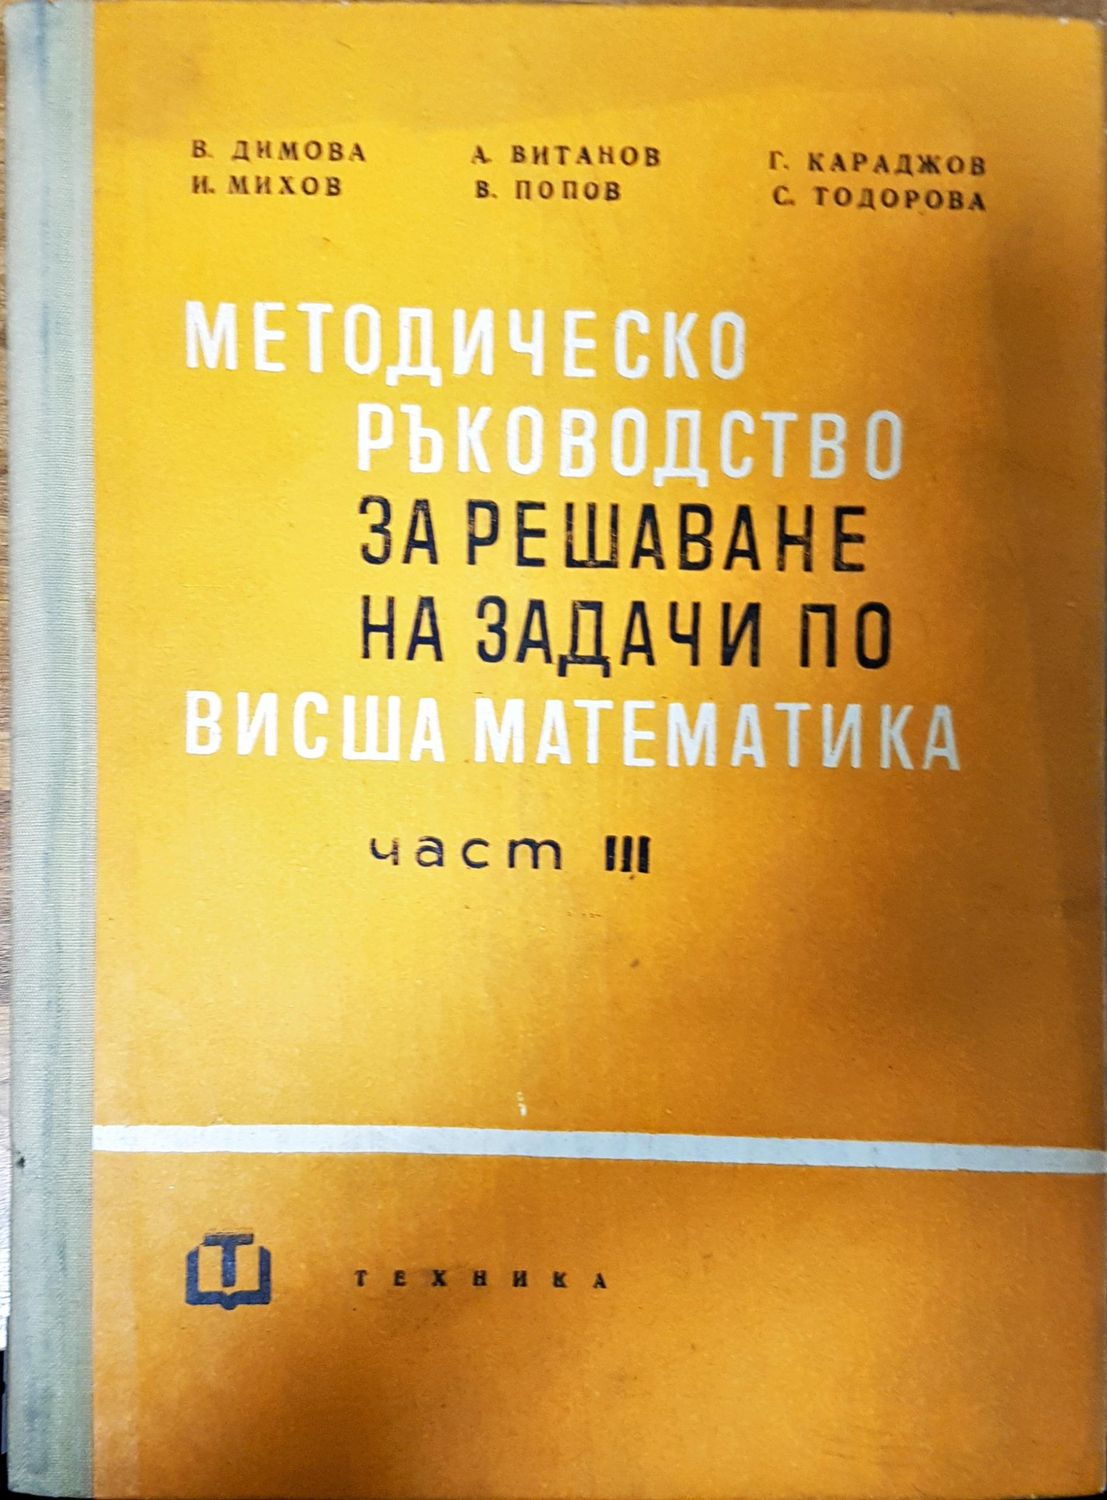 В. ДИМОВА А. ВИТАНОВ Г. КАРАДЖОВ
И. МИХОВ В. ПОПОВ С. ТОДОРОВА
МЕТОДИЧЕСКО
РЪКОВОДСТВО
ЗА РЕШАВАНЕ
НА ЗАДАЧИ ПО
ВИСША МАТЕМАТИКА
част III
Т
ТЕХНИКА